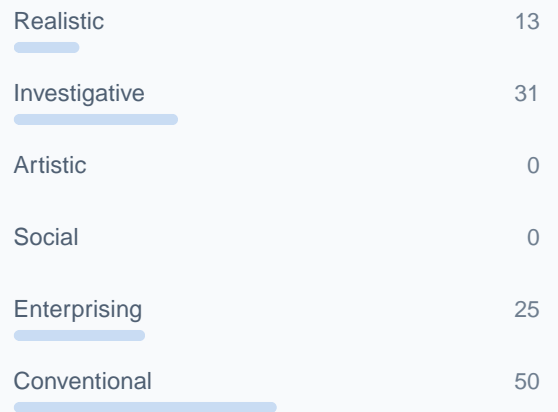 Realistic 13
Investigative 31
Artistic 0
Social 0
Enterprising 25
Conventional 50